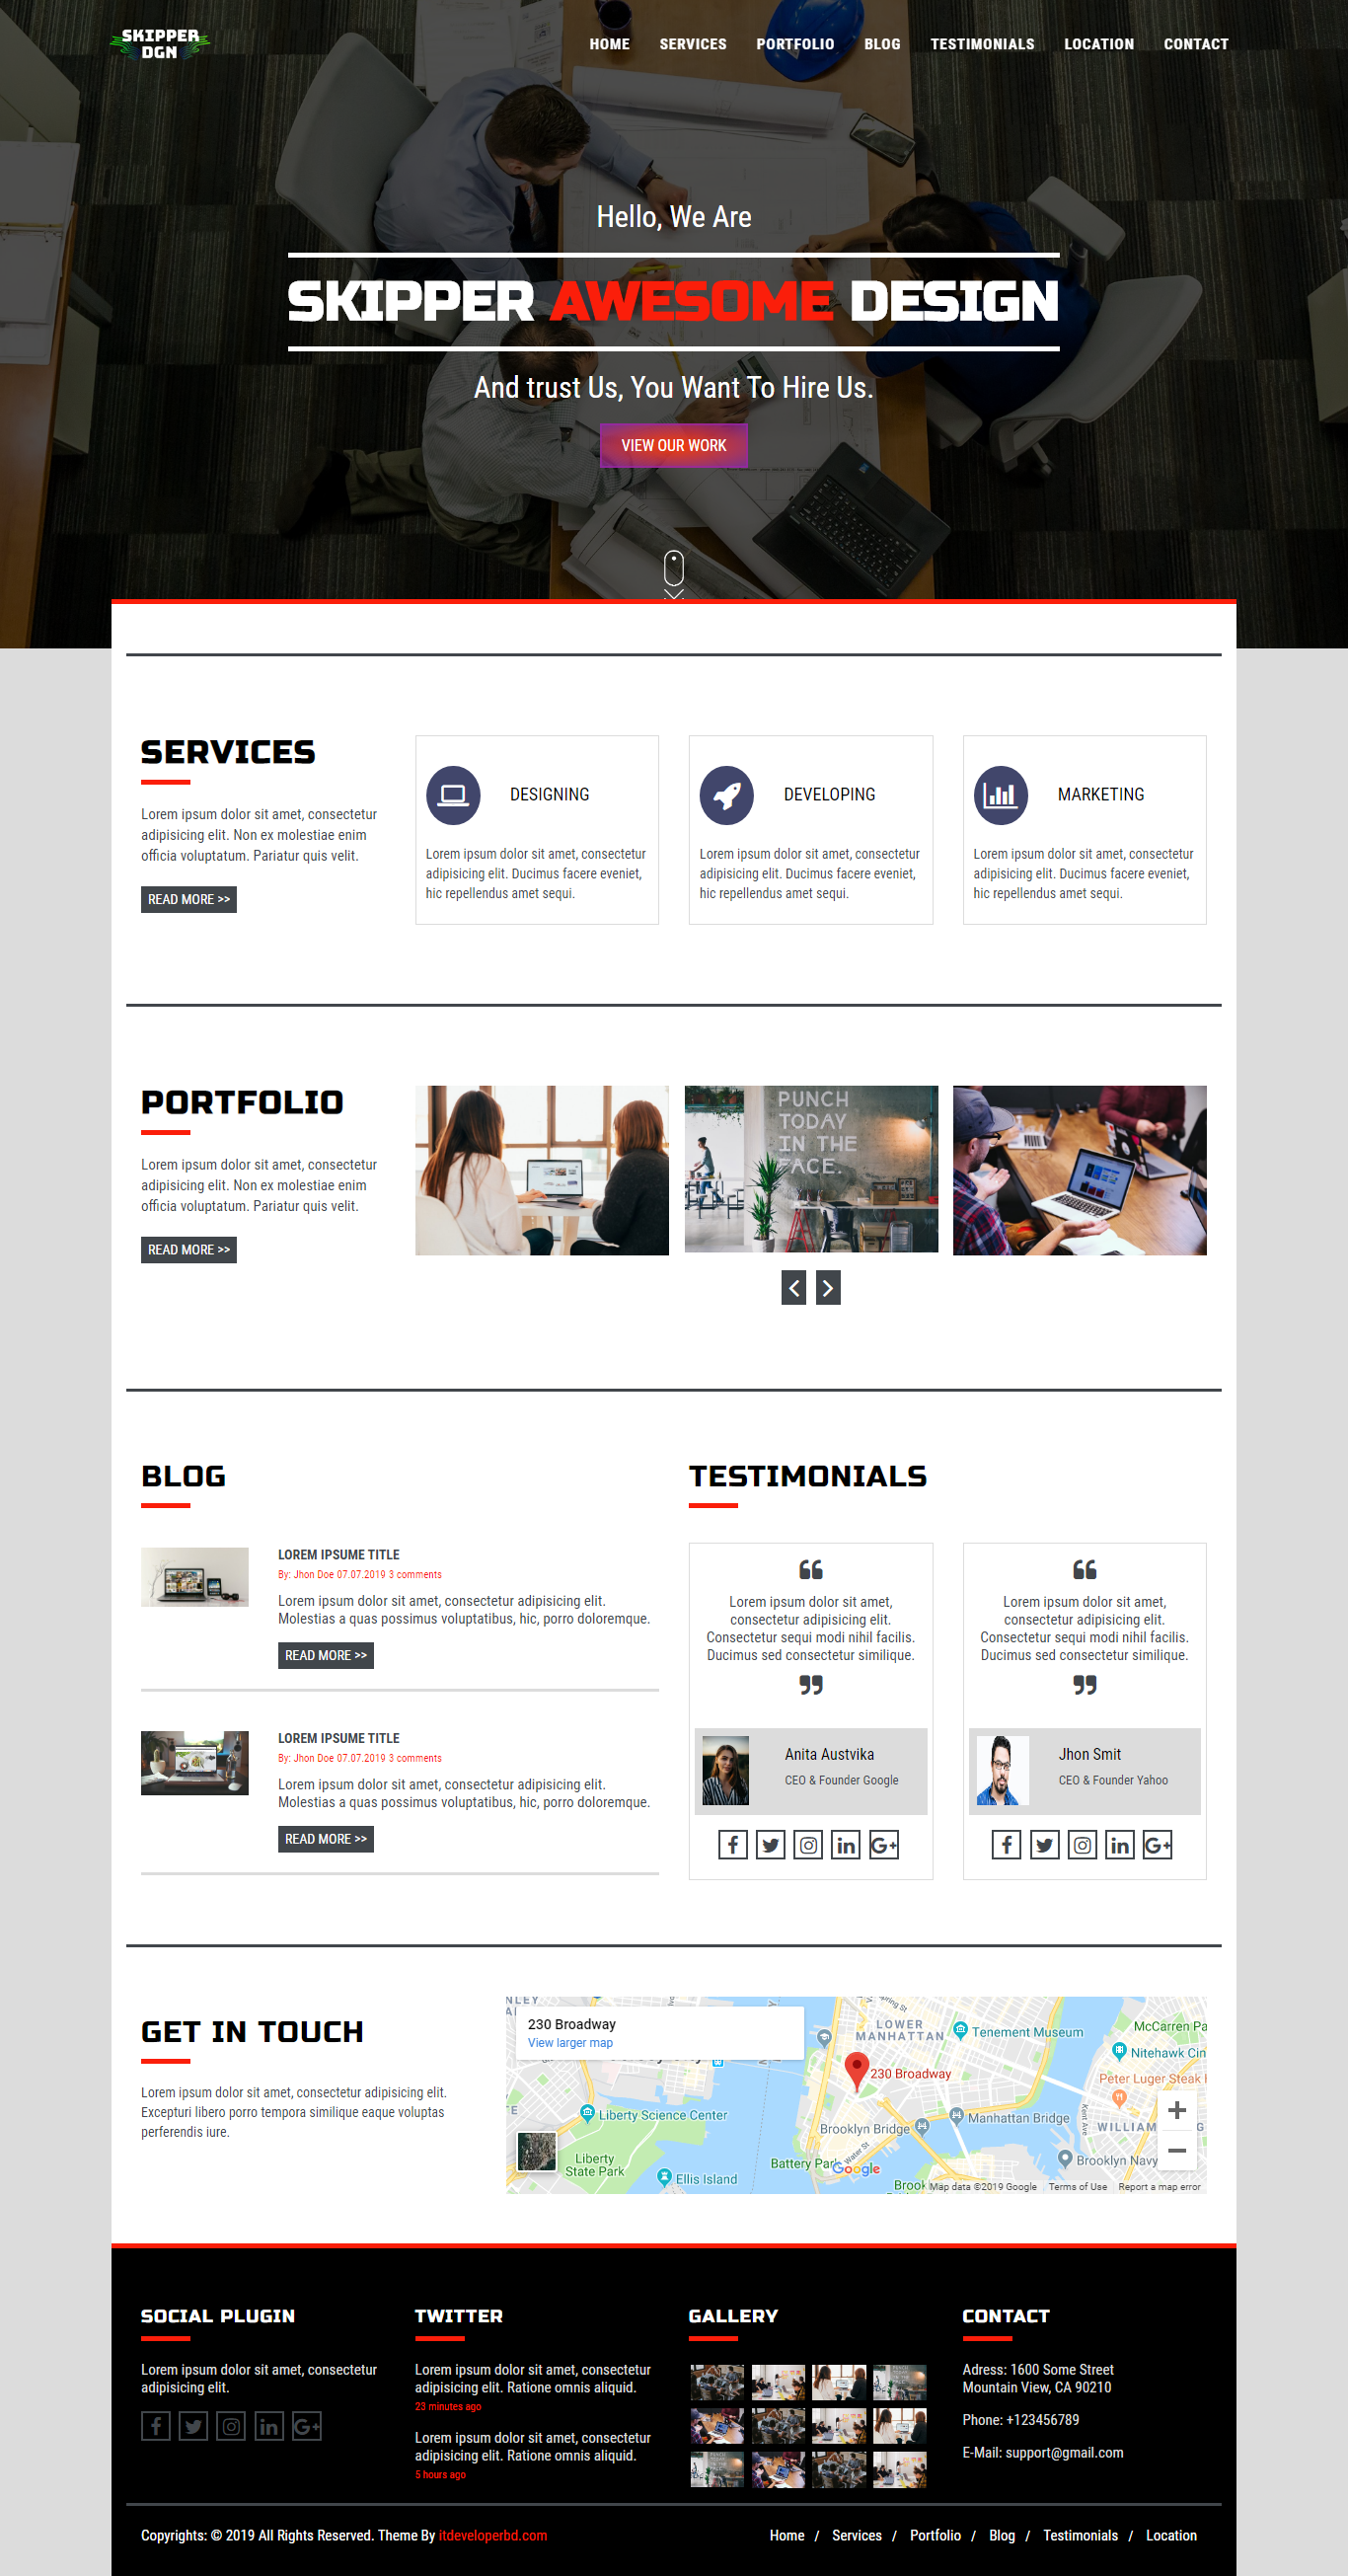 SKIPPER
DGN
HOME SERVICES PORTFOLIO BLOG TESTIMONIALS LOCATION CONTACT
Hello, We Are
SKIPPER AWESOME DESIGN
And trust Us, You Want To Hire Us.
VIEW OUR WORK
SERVICES
Lorem ipsum dolor sit amet, consectetur
adipisicing elit. Non ex molestiae enim
officia voluptatum. Pariatur quis velit.
READ MORE >>
DESIGNING
Lorem ipsum dolor sit amet, consectetur
adipisicing elit. Ducimus facere eveniet,
hic repellendus amet sequi.
DEVELOPING
Lorem ipsum dolor sit amet, consectetur
adipisicing elit. Ducimus facere eveniet,
hic repellendus amet sequi.
MARKETING
Lorem ipsum dolor sit amet, consectetur
adipisicing elit. Ducimus facere eveniet,
hic repellendus amet sequi.
PORTFOLIO
Lorem ipsum dolor sit amet, consectetur
adipisicing elit. Non ex molestiae enim
officia voluptatum. Pariatur quis velit.
READ MORE >>
PUNCH
TODAY
IN THE
FACE.
BLOG
LOREM IPSUME TITLE
By: Jhon Doe 07.07.2019 3 comments
Lorem ipsum dolor sit amet, consectetur adipisicing elit.
Molestias a quas possimus voluptatibus, hic, porro doloremque.
READ MORE >>
LOREM IPSUME TITLE
By: Jhon Doe 07.07.2019 3 comments
Lorem ipsum dolor sit amet, consectetur adipisicing elit.
Molestias a quas possimus voluptatibus, hic, porro doloremque.
READ MORE >>
TESTIMONIALS
Lorem ipsum dolor sit amet,
consectetur adipisicing elit.
Consectetur sequi modi nihil facilis.
Ducimus sed consectetur similique.
Anita Austvika
CEO & Founder Google
Lorem ipsum dolor sit amet,
consectetur adipisicing elit.
Consectetur sequi modi nihil facilis.
Ducimus sed consectetur similique.
Jhon Smit
CEO & Founder Yahoo
GET IN TOUCH
Lorem ipsum dolor sit amet, consectetur adipisicing elit.
Excepturi libero porro tempora similique eaque voluptas
perferendis iure.
230 Broadway
View larger map
LOWER
MANHATTAN
Tenement Museum
McCarren Pa
Nitehawk Cin
Peter Luger Steak H
230 Broadway
Liberty Science Center
Manhattan Bridge
Brooklyn Bridge
Kent Ave
Water St
Liberty
State Park
Battery Park
Google
Brooklyn Navy
Ellis Island
Map data ©2019 Google Terms of Use Report a map error
SOCIAL PLUGIN
Lorem ipsum dolor sit amet, consectetur
adipisicing elit.
TWITTER
Lorem ipsum dolor sit amet, consectetur
adipisicing elit. Ratione omnis aliquid.
23 minutes ago
Lorem ipsum dolor sit amet, consectetur
adipisicing elit. Ratione omnis aliquid.
5 hours ago
GALLERY
CONTACT
Adress: 1600 Some Street
Mountain View, CA 90210
Phone: +123456789
E-Mail: support@gmail.com
Copyrights: © 2019 All Rights Reserved. Theme By itdeveloperbd.com
Home / Services / Portfolio / Blog / Testimonials / Location